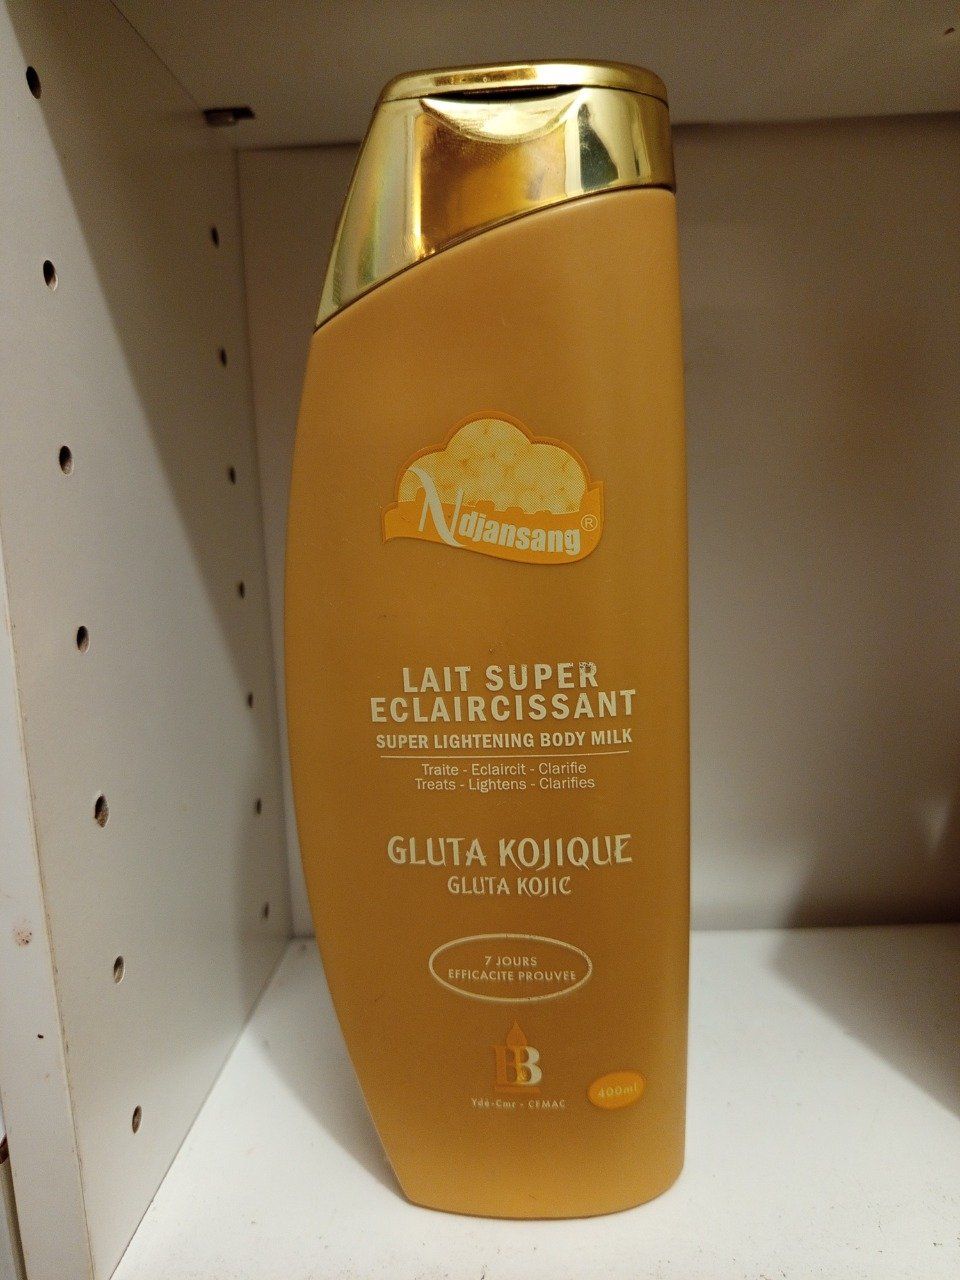 Ndjansang®
LAIT SUPER
ECLAIRCISSANT
SUPER LIGHTENING BODY MILK
Traite - Eclaircit - Clarifie
Treats - Lightens - Clarifies
GLUTA KOJIQUE
GLUTA KOJIC
7 JOURS
EFFICACITE PROUVEE
BB
Ydé-Cmr - CEMAC
400ml